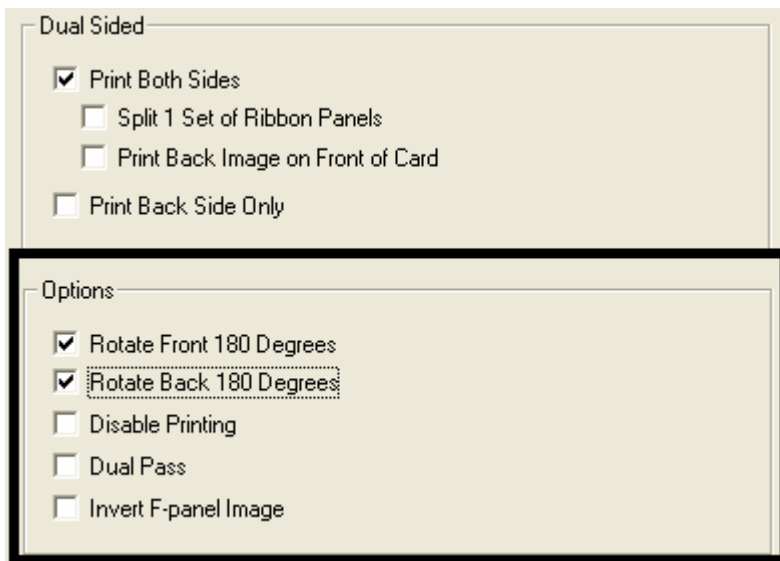 Dual Sided
Print Both Sides
Split 1 Set of Ribbon Panels
Print Back Image on Front of Card
Print Back Side Only
Options
Rotate Front 180 Degrees
Rotate Back 180 Degrees
Disable Printing
Dual Pass
Invert F-panel Image